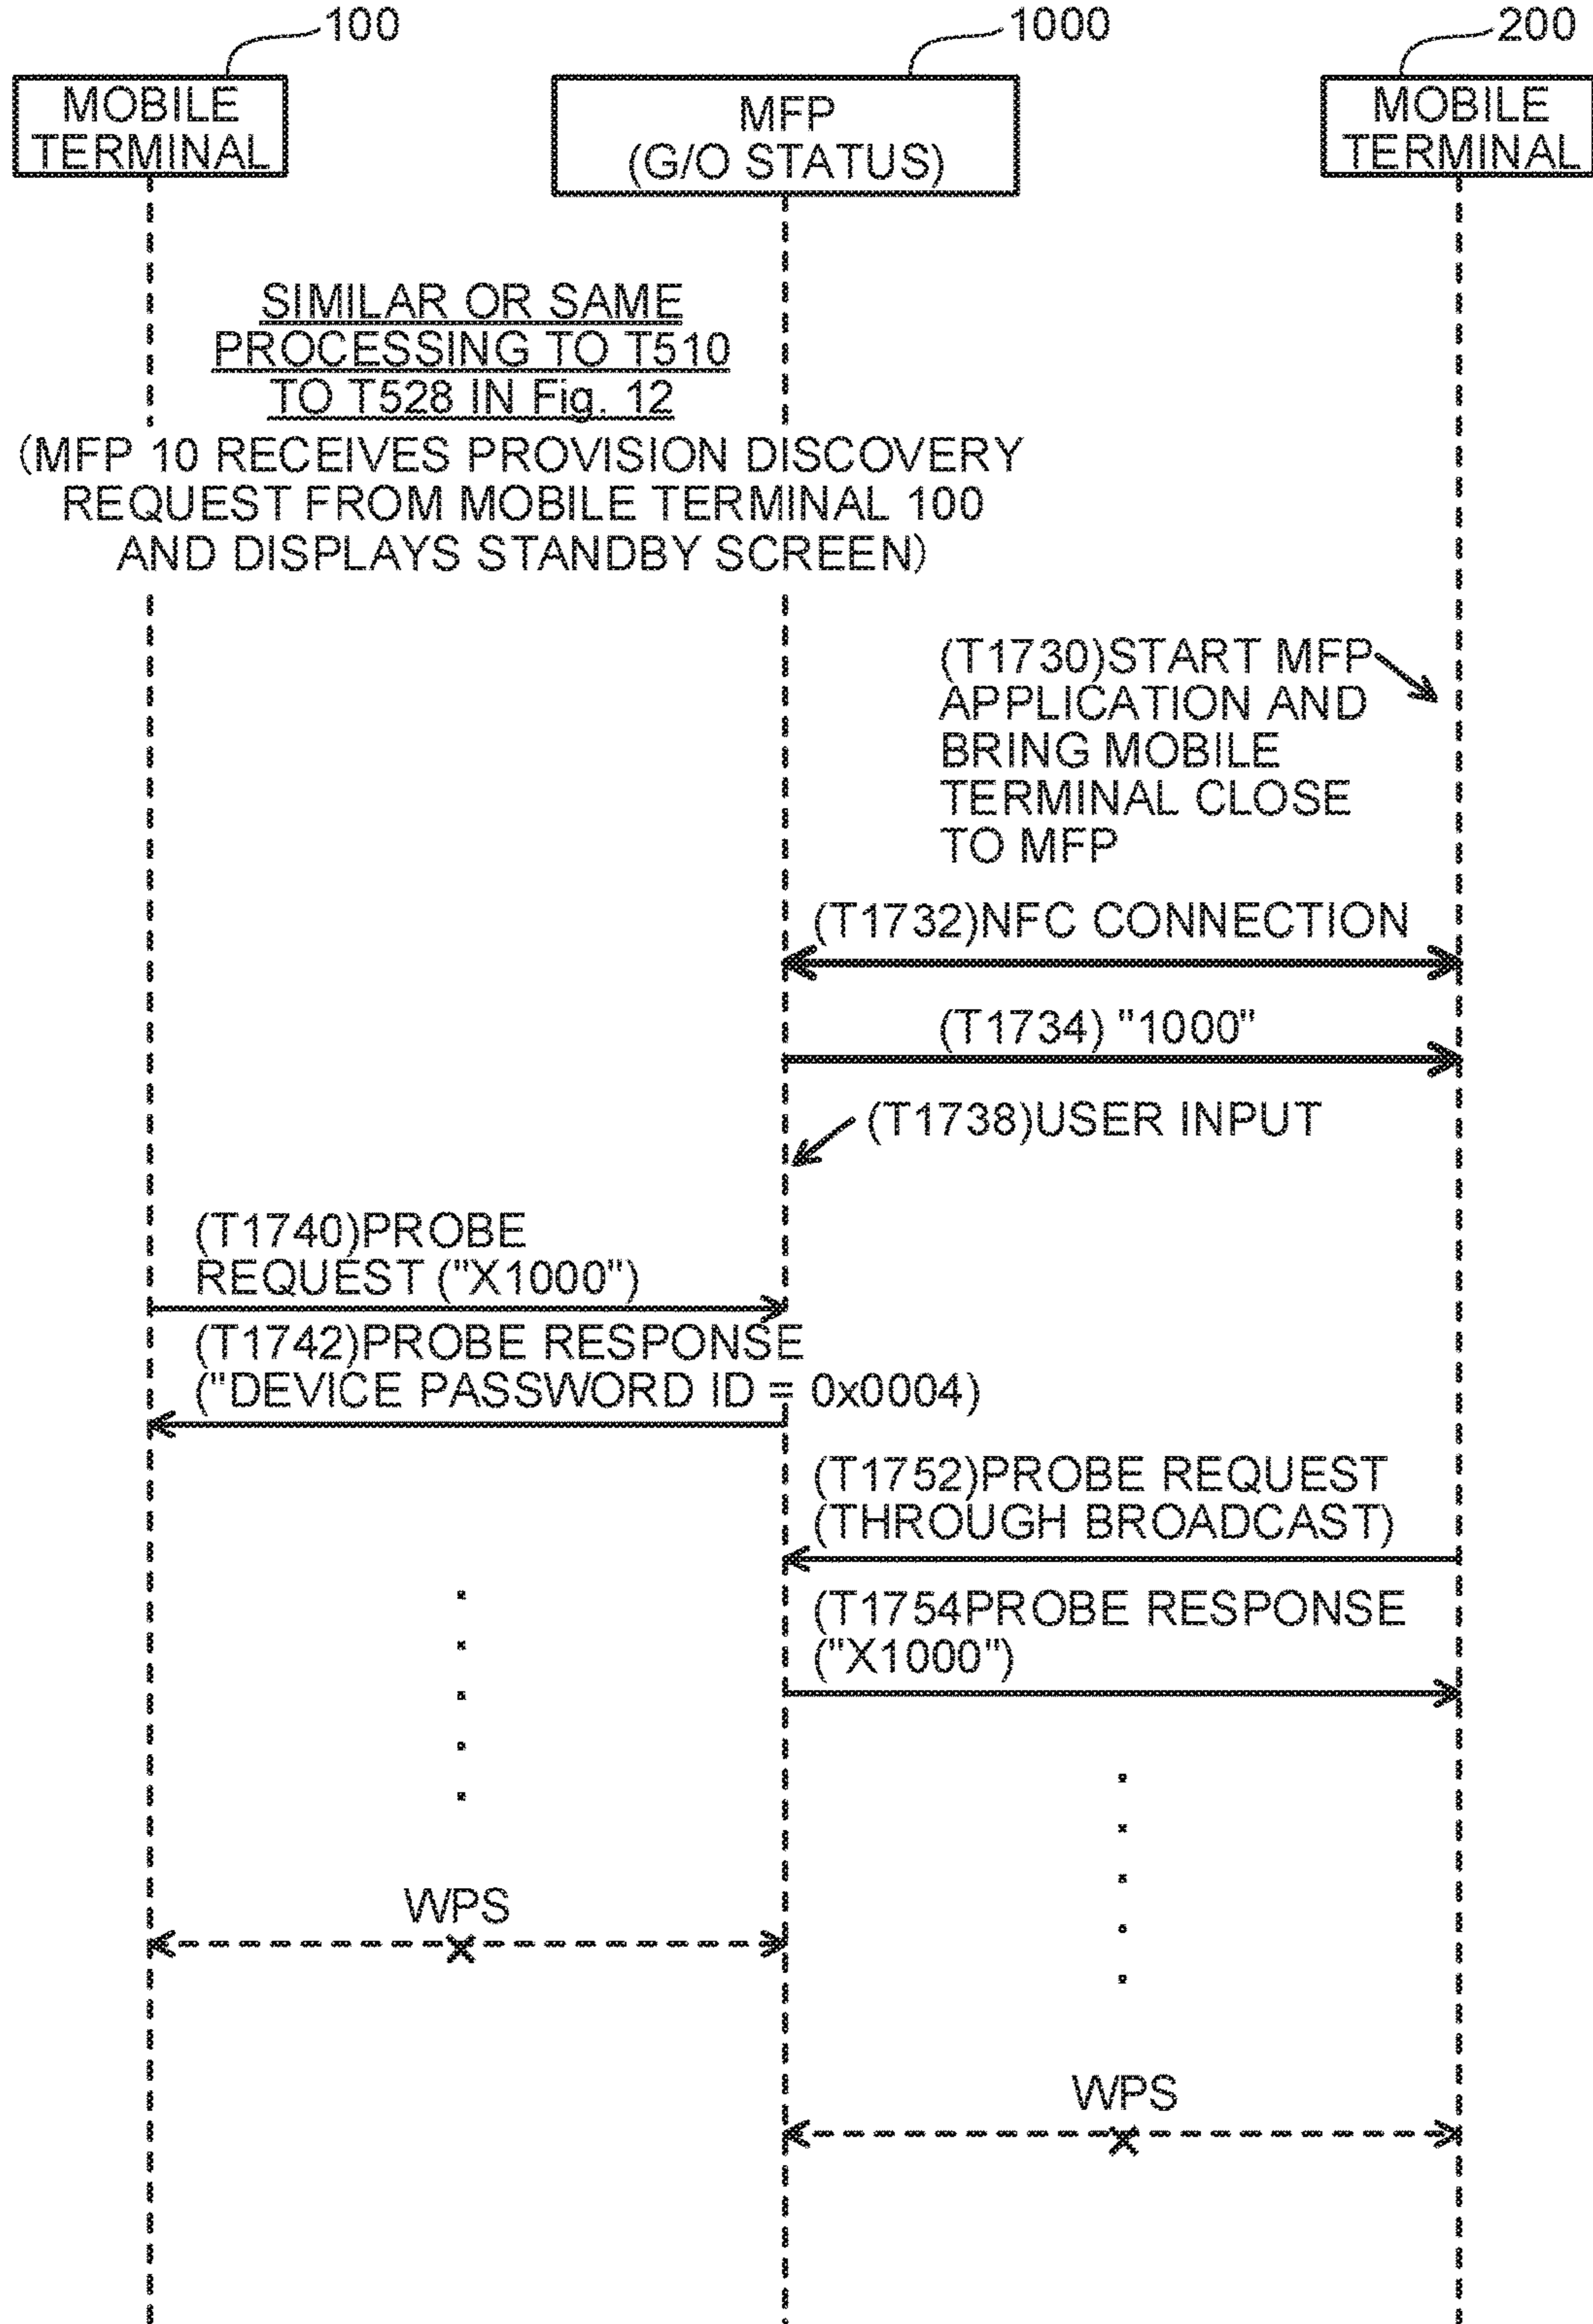 100
1000
200
MOBILE
TERMINAL
MFP
(G/O STATUS)
MOBILE
TERMINAL
SIMILAR OR SAME
PROCESSING TO T510
TO T528 IN Fig. 12
(MFP 10 RECEIVES PROVISION DISCOVERY
REQUEST FROM MOBILE TERMINAL 100
AND DISPLAYS STANDBY SCREEN)
(T1730)START MFP
APPLICATION AND
BRING MOBILE
TERMINAL CLOSE
TO MFP
(T1732)NFC CONNECTION
(T1734) "1000"
(T1738)USER INPUT
(T1740)PROBE
REQUEST ("X1000")
(T1742)PROBE RESPONSE
("DEVICE PASSWORD ID = 0x0004)
(T1752)PROBE REQUEST
(THROUGH BROADCAST)
(T1754PROBE RESPONSE
("X1000")
WPS
WPS